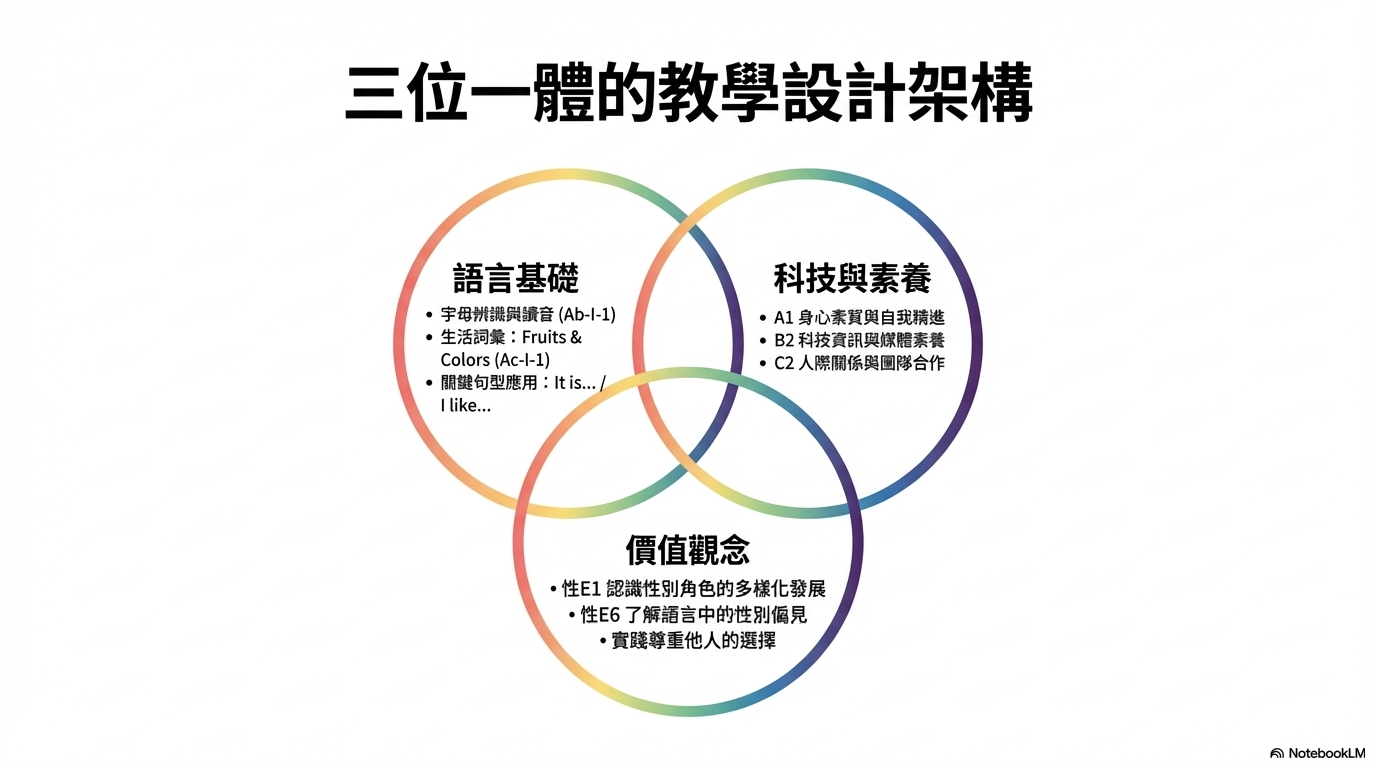 三位一體的教學設計架構
語言基礎
• 字母辨識與讀音 (Ab-I-1)
• 生活詞彙：Fruits &
Colors (Ac-I-1)
• 關鍵句型應用：It is... /
I like...
科技與素養
• A1 身心素質與自我精進
• B2 科技資訊與媒體素養
• C2 人際關係與團隊合作
價值觀念
• 性E1 認識性別角色的多樣化發展
• 性E6 了解語言中的性別偏見
• 實踐尊重他人的選擇
NotebookLM